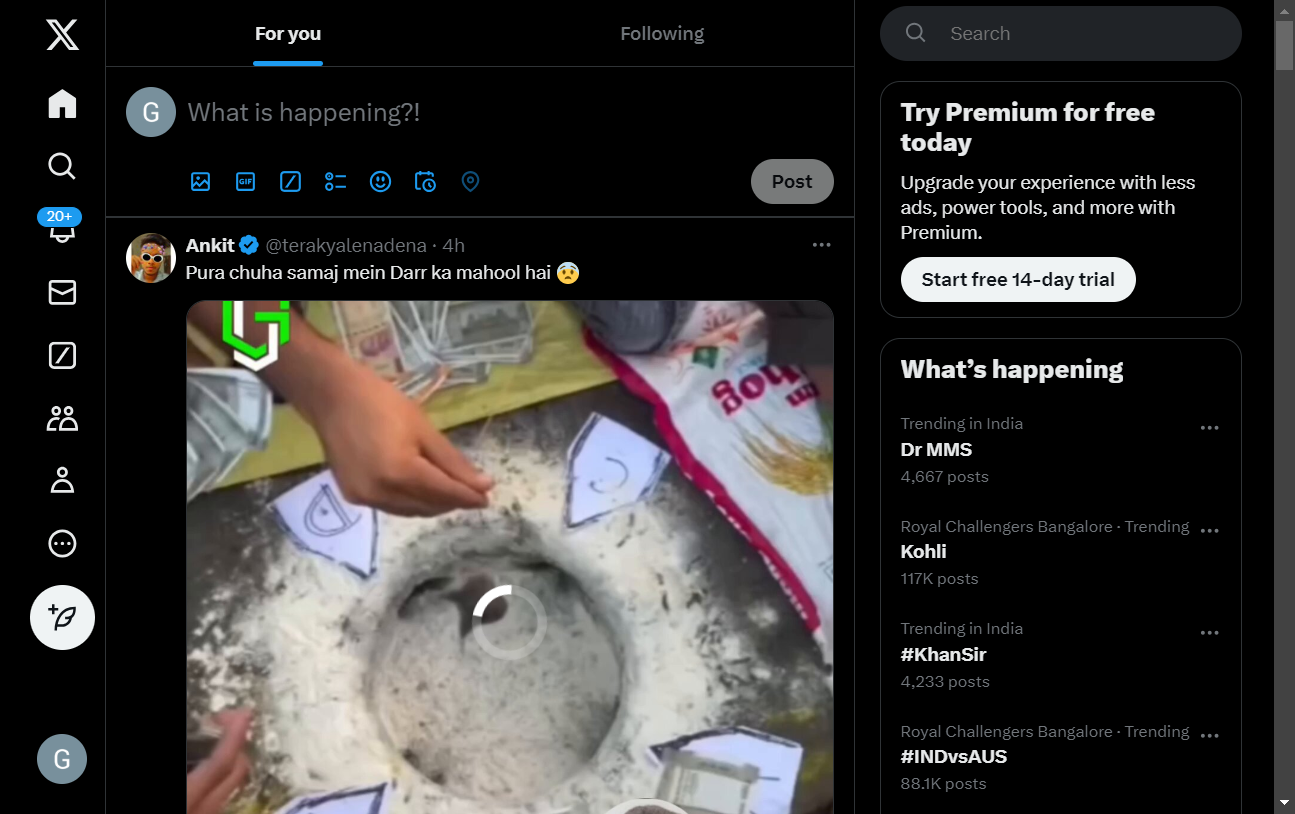 For you
Following
G
What is happening?!
GIF
Post
20+
Ankit @terakyalenadena · 4h
Pura chuha samaj mein Darr ka mahool hai 😨
Search
Try Premium for free
today
Upgrade your experience with less
ads, power tools, and more with
Premium.
Start free 14-day trial
What’s happening
Trending in India
Dr MMS
4,667 posts
Royal Challengers Bangalore · Trending
Kohli
117K posts
Trending in India
#KhanSir
4,233 posts
Royal Challengers Bangalore · Trending
#INDvsAUS
88.1K posts
G